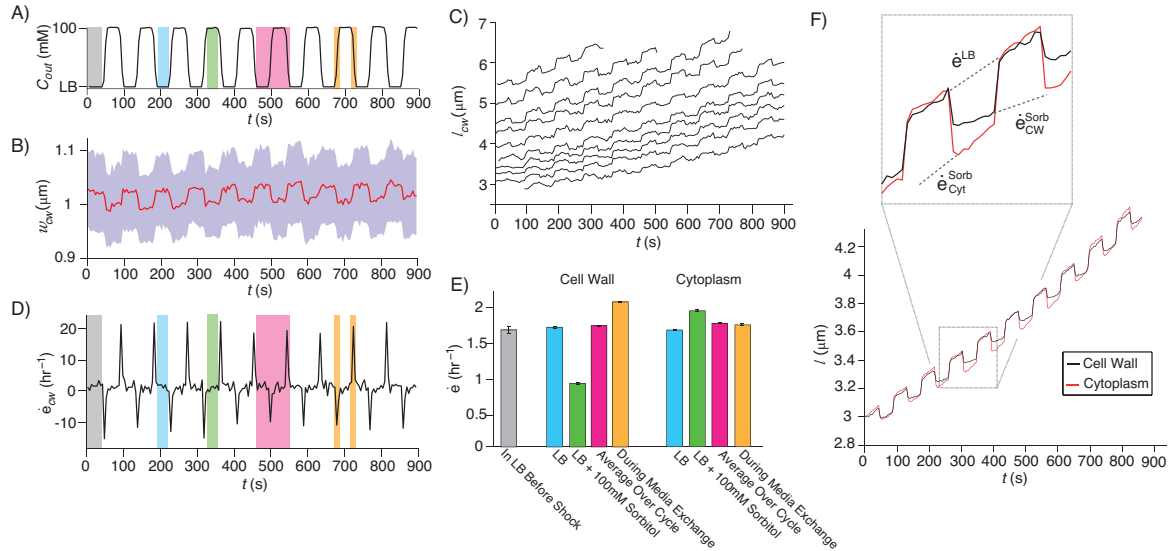 A)
C_out (mM)
100
LB
0 100 200 300 400 500 600 700 800 900
t (s)
B)
w_cw (μm)
1.1
1
0.9
0 100 200 300 400 500 600 700 800 900
t (s)
D)
ė_cw (hr⁻¹)
20
10
0
-10
0 100 200 300 400 500 600 700 800 900
t (s)
C)
l_cw (μm)
7
6
5
4
3
0 100 200 300 400 500 600 700 800 900
t (s)
E)
Cell Wall Cytoplasm
ė (hr⁻¹)
2
1.5
1
0.5
0
In LB Before Shock
LB
LB + 100mM Sorbitol
Average Over Cycle
During Media Exchange
LB
LB + 100mM Sorbitol
Average Over Cycle
During Media Exchange
F)
ė^LB
ė^Sorb_CW
ė^Sorb_Cyt
l (μm)
4.2
4
3.8
3.6
3.4
3.2
3
2.8
0 100 200 300 400 500 600 700 800 900
t (s)
Cell Wall
Cytoplasm